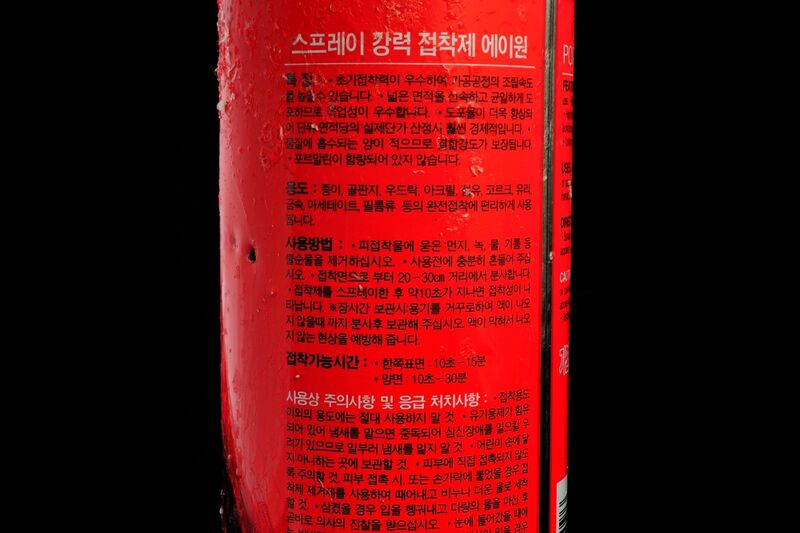 스프레이 강력 접착제 에이원
특 징 : • 초기접착력이 우수하여 가공공정의 조립속도
를 높일수 있습니다. • 넓은 면적을 신속하고 균일하게 도
포하므로 작업성이 우수합니다. • 도포율이 더욱 향상되
어 단위면적당의 실제단가 산정시 훨씬 경제적입니다. •
물질에 흡수되는 양이 적으므로 결합강도가 보장됩니다.
• 포르말린이 함량되어 있지 않습니다.
용도 : 종이, 골판지, 우드락, 아크릴, 섬유, 코르크, 유리,
금속, 아세테이트, 필름류 등의 완전접착에 편리하게 사용
됩니다.
사용방법 : • 피접착물에 묻은 먼지, 녹, 물, 기름 등
불순물을 제거하십시오. • 사용전에 충분히 흔들어 주십
시오. • 접착면으로 부터 20-30cm 거리에서 분사합니다.
• 접착제를 스프레이한 후 약10초가 지나면 접착성이 나
타납니다. ※장시간 보관시 용기를 거꾸로하여 액이 나오
지 않을때 까지 분사후 보관해 주십시오. 액이 막혀서 나오
지 않는 현상을 예방해 줍니다.
접착가능시간 : • 한쪽표면 : 10초-15분
• 양면 : 10초-30분
사용상 주의사항 및 응급 처치사항 : • 접착용도
이외의 용도에는 절대 사용하지 말 것. • 유기용제가 함유
되어 있어 냄새를 맡으면 중독되어 심신장애를 일으킬 우
려가 있으므로 일부러 냄새를 맡지 말 것. • 어린이 손에 닿
지 아니하는 곳에 보관할 것. • 피부에 직접 접촉되지 않도
록 주의할 것. 피부 접촉 시, 또는 손가락에 붙었을 경우 접
착제 제거제를 사용하여 떼어내고 비누나 더운 물로 세척
할 것. • 삼켰을 경우 입을 헹궈내고 다량의 물을 마신 후
곧바로 의사의 진찰을 받으십시오. • 눈에 들어갔을 때에
PO
FEAT
USE
DIREC
CAUT